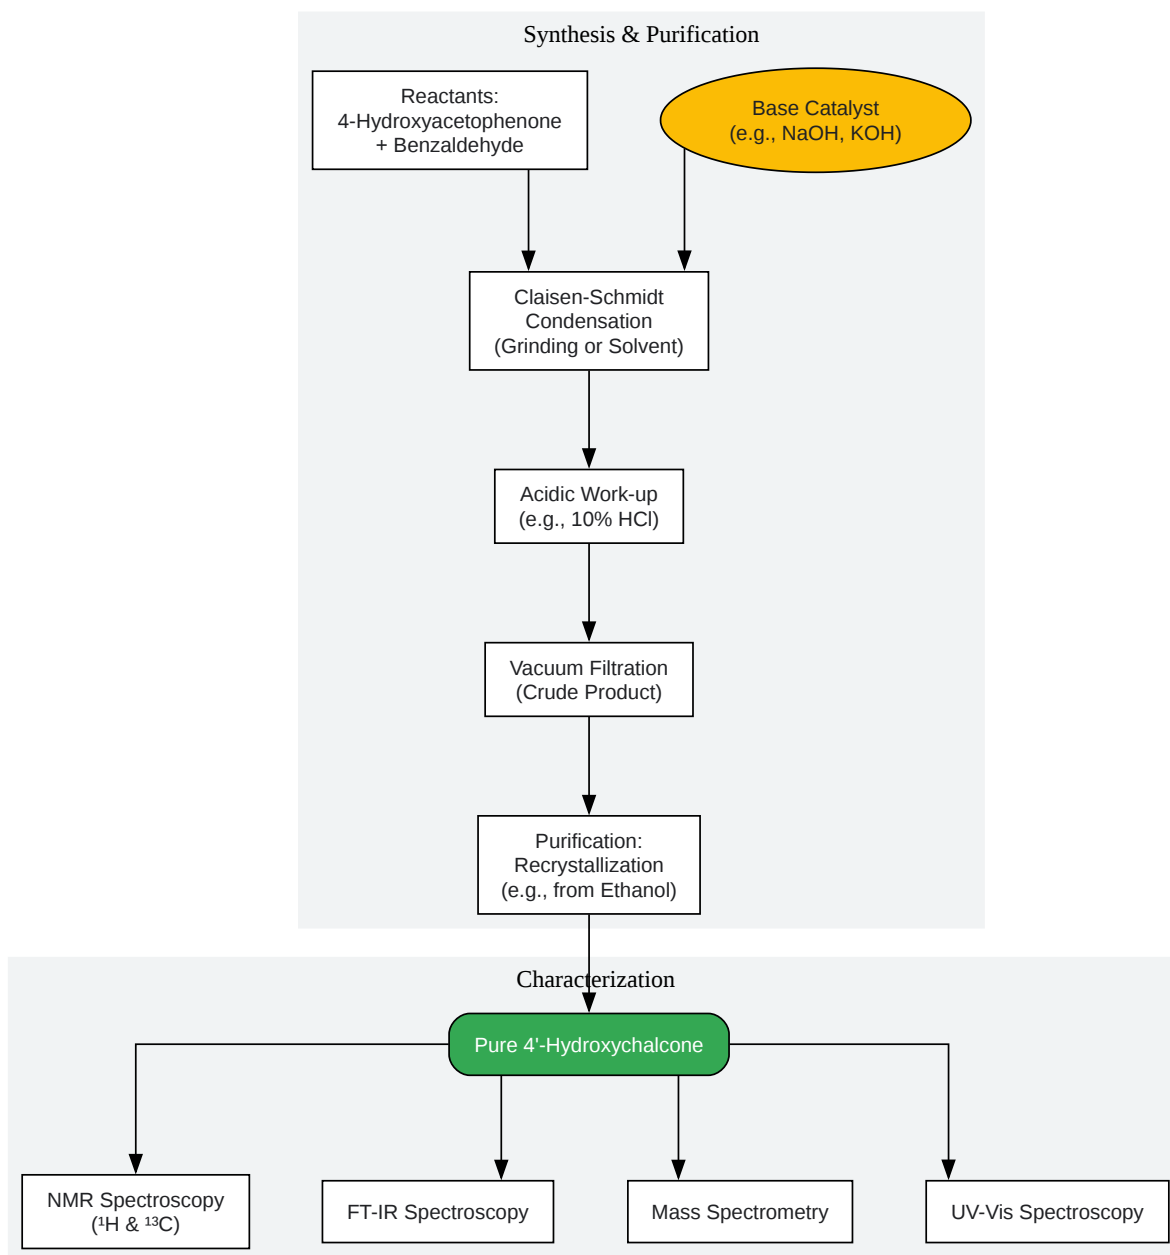 Synthesis & Purification
Reactants:
4-Hydroxyacetophenone
+ Benzaldehyde
Base Catalyst
(e.g., NaOH, KOH)
Claisen-Schmidt
Condensation
(Grinding or Solvent)
Acidic Work-up
(e.g., 10% HCl)
Vacuum Filtration
(Crude Product)
Purification:
Recrystallization
(e.g., from Ethanol)
Characterization
Pure 4'-Hydroxychalcone
NMR Spectroscopy
(¹H & ¹³C)
FT-IR Spectroscopy
Mass Spectrometry
UV-Vis Spectroscopy